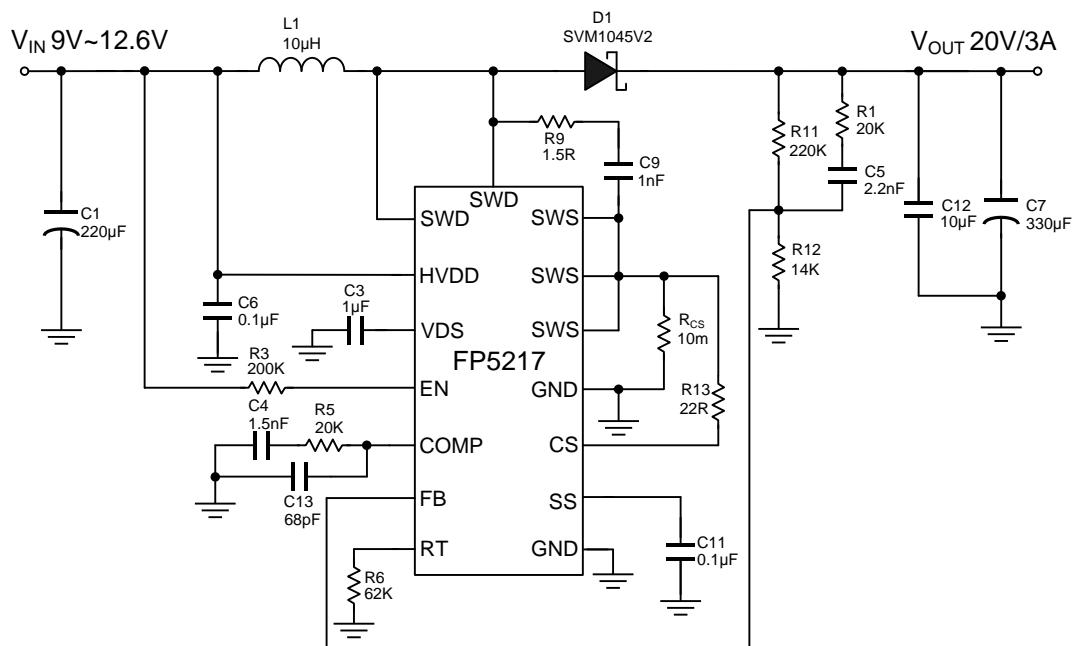 L1
10µH
D1
SVM1045V2
VIN 9V~12.6V
VOUT 20V/3A
R9
1.5R
C9
1nF
R11
220K
R1
20K
C5
2.2nF
C1
220µF
SWD
SWD
SWS
C12
10µF
C7
330µF
R12
14K
HVDD
SWS
C6
0.1µF
C3
1µF
VDS
SWS
RCS
10m
FP5217
R3
200K
EN
GND
R13
22R
C4
1.5nF
R5
20K
COMP
CS
C13
68pF
FB
SS
RT
GND
C11
0.1µF
R6
62K